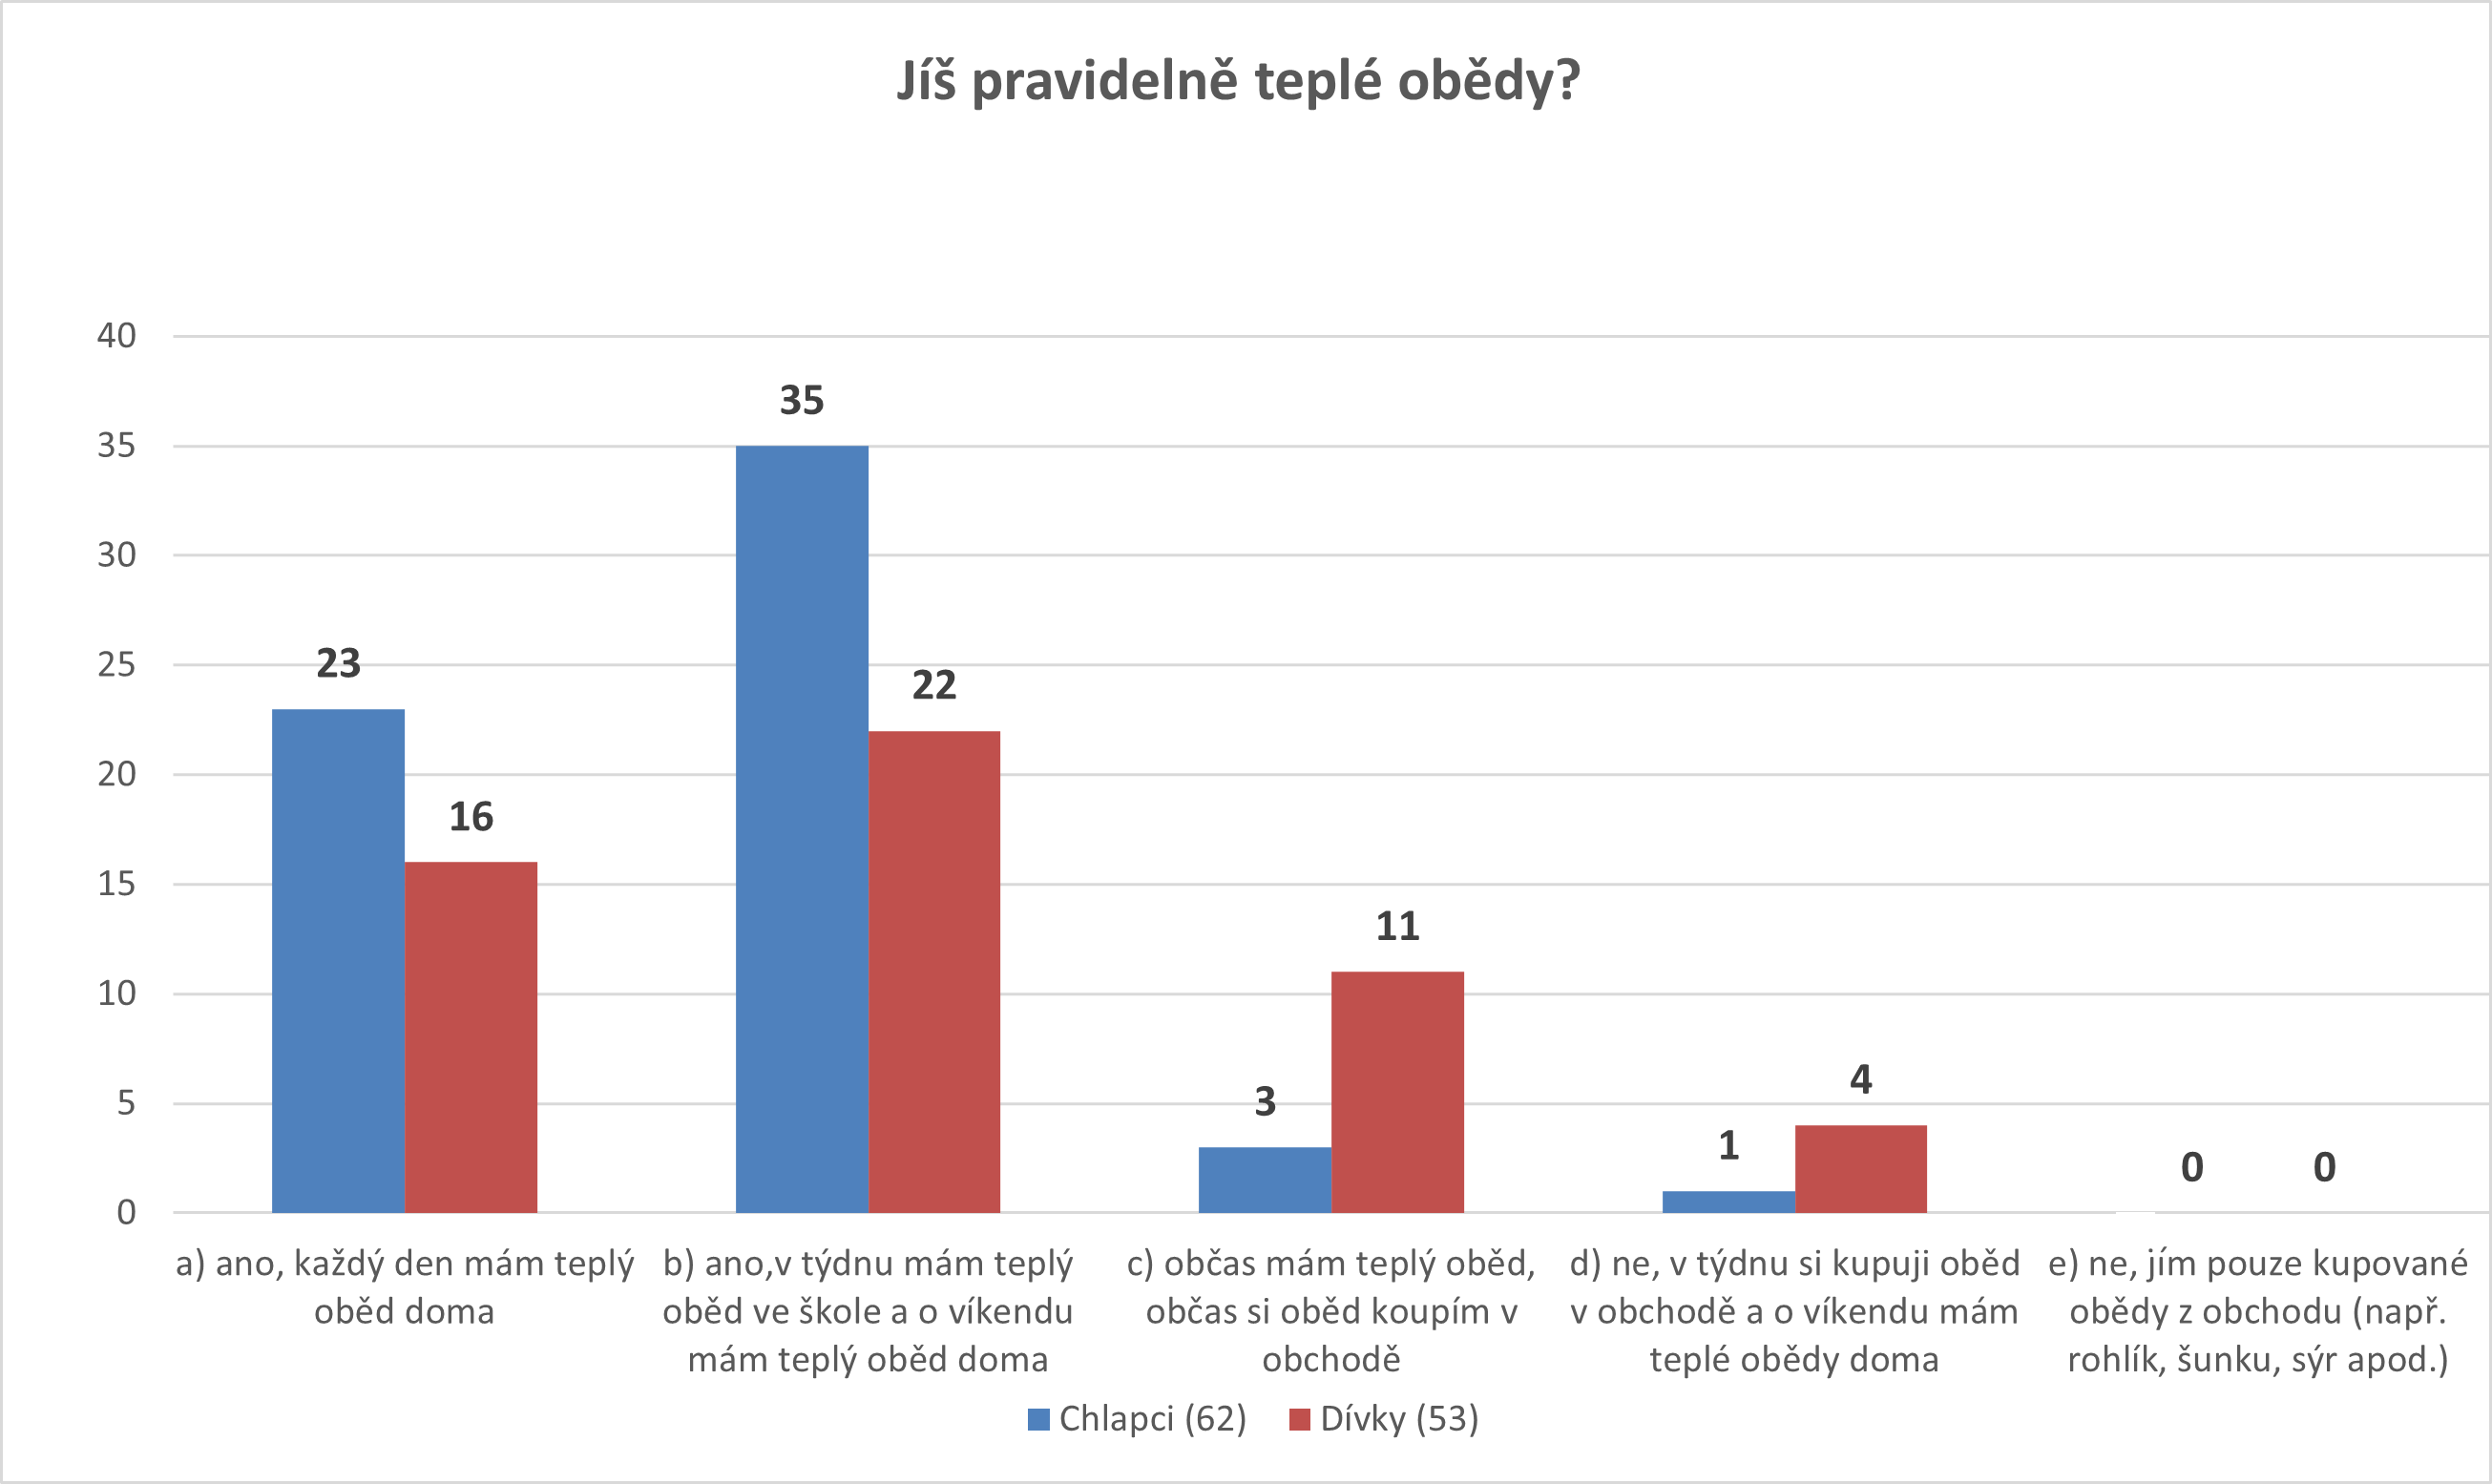 Jíš pravidelně teplé obědy?
40
35
35
30
23
25
22
20
16
15
11
10
5
3
4
1
0
0
0
a) ano, každý den mám teplý
oběd doma
b) ano,v týdnu mám teplý
oběd ve škole a o víkendu
mám teplý oběd doma
c) občas mám teplý oběd,
občas si oběd koupím v
obchodě
d) ne, v týdnu si kupuji oběd
v obchodě a o víkendu mám
teplé obědy doma
e) ne, jím pouze kupované
obědy z obchodu (např.
rohlík, šunku, sýr apod.)
Chlapci (62)
Dívky (53)